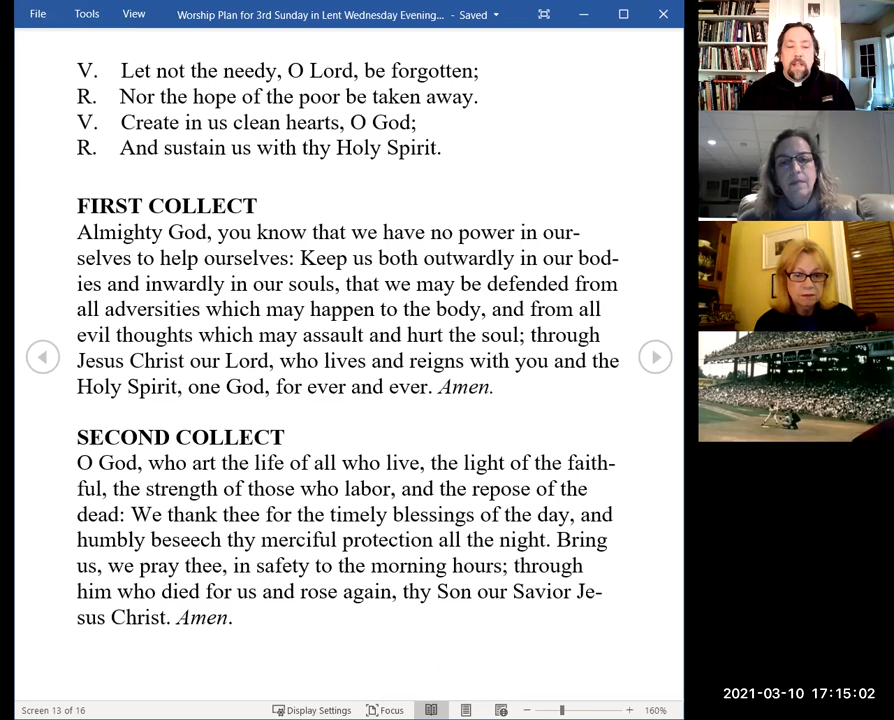 File Tools View Worship Plan for 3rd Sunday in Lent Wednesday Evening... - Saved
V. Let not the needy, O Lord, be forgotten;
R. Nor the hope of the poor be taken away.
V. Create in us clean hearts, O God;
R. And sustain us with thy Holy Spirit.
FIRST COLLECT
Almighty God, you know that we have no power in our-
selves to help ourselves: Keep us both outwardly in our bod-
ies and inwardly in our souls, that we may be defended from
all adversities which may happen to the body, and from all
evil thoughts which may assault and hurt the soul; through
Jesus Christ our Lord, who lives and reigns with you and the
Holy Spirit, one God, for ever and ever. Amen.
SECOND COLLECT
O God, who art the life of all who live, the light of the faith-
ful, the strength of those who labor, and the repose of the
dead: We thank thee for the timely blessings of the day, and
humbly beseech thy merciful protection all the night. Bring
us, we pray thee, in safety to the morning hours; through
him who died for us and rose again, thy Son our Savior Je-
sus Christ. Amen.
2021-03-10 17:15:02
Screen 13 of 16 Display Settings Focus 160%